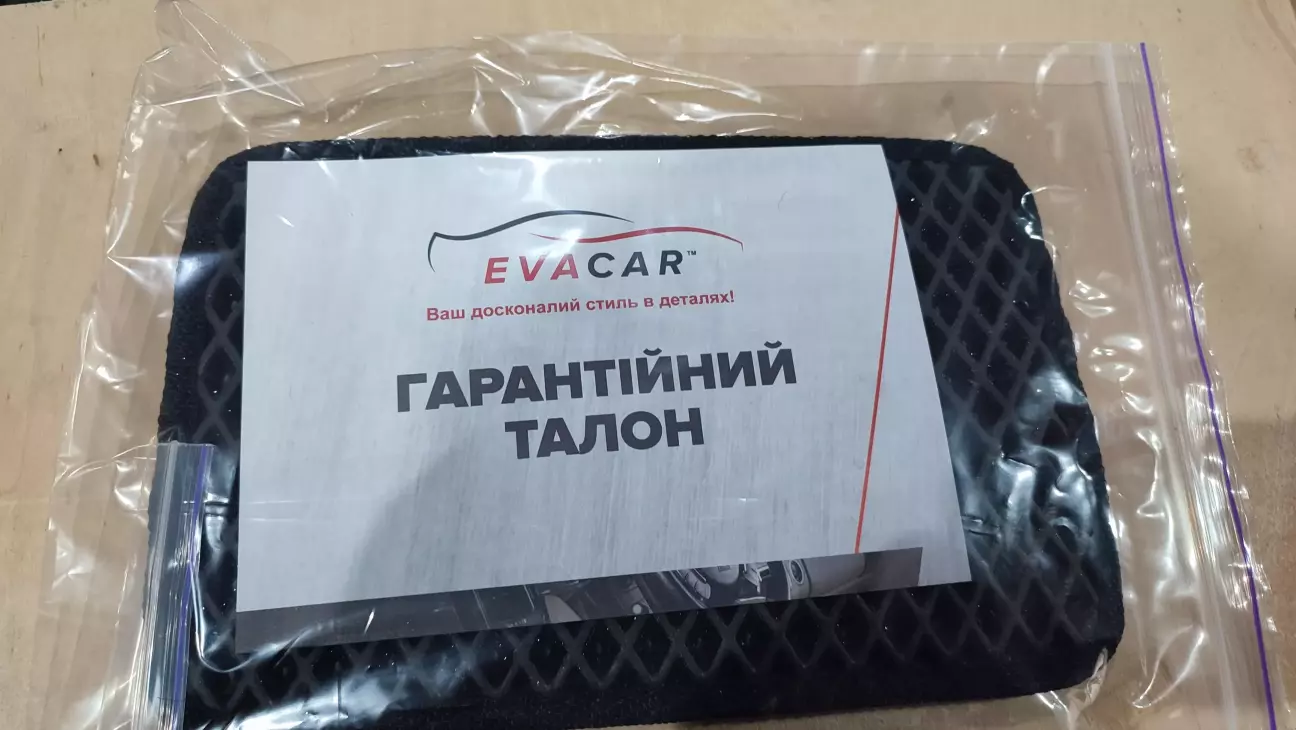 EVACAR™
Ваш досконалий стиль в деталях!
ГАРАНТІЙНИЙ
ТАЛОН